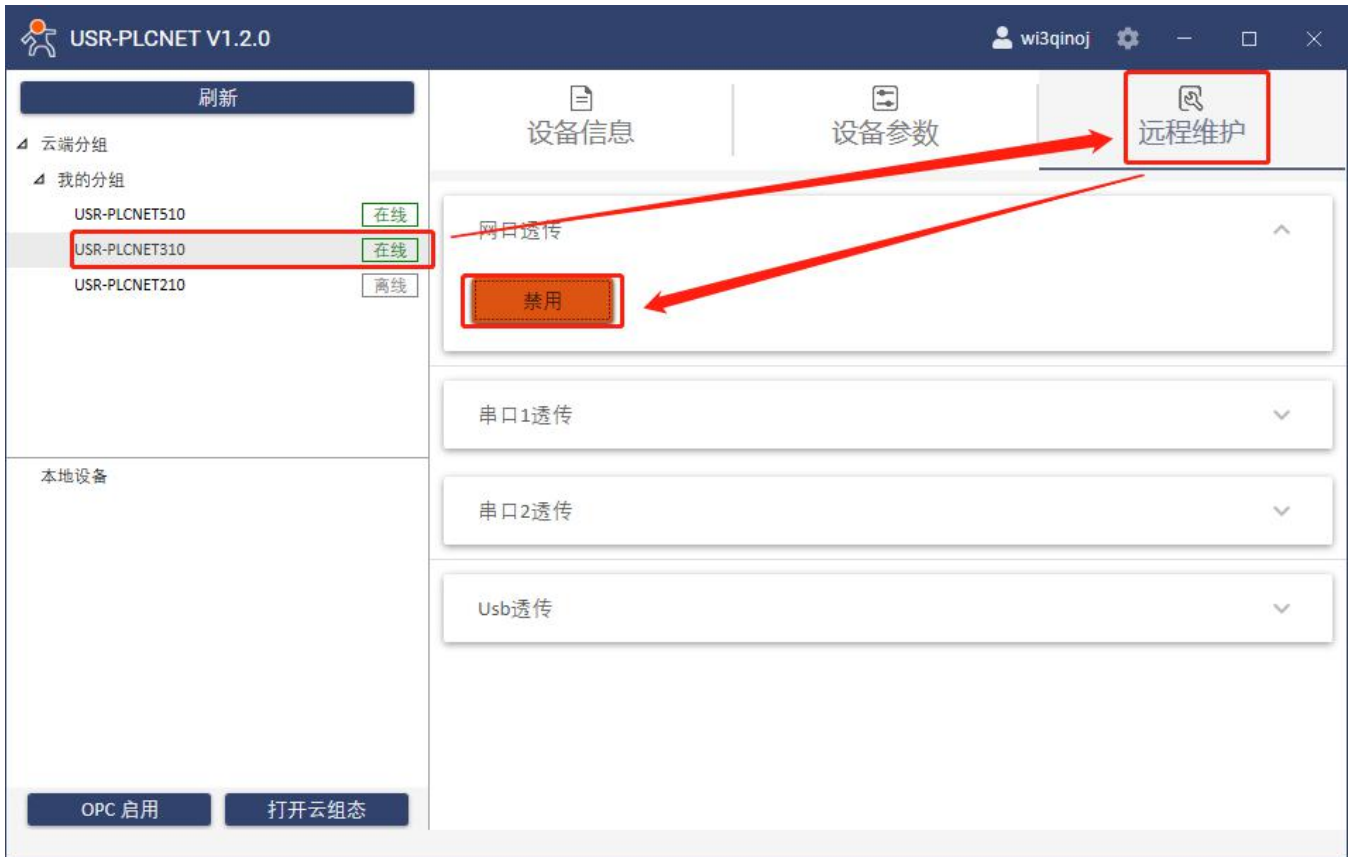 USR-PLCNET V1.2.0
wi3qinoj
刷新
云端分组
我的分组
USR-PLCNET510 在线
USR-PLCNET310 在线
USR-PLCNET210 离线
本地设备
OPC 启用 打开云组态
设备信息 设备参数 远程维护
网口透传
禁用
串口1透传
串口2透传
Usb透传